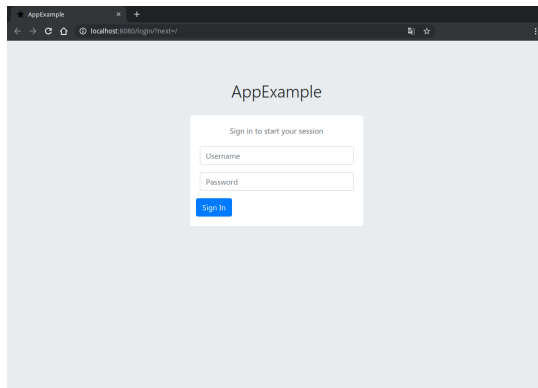 AppExample
localhost:8080/login/?next=/
AppExample
Sign in to start your session
Username
Password
Sign In